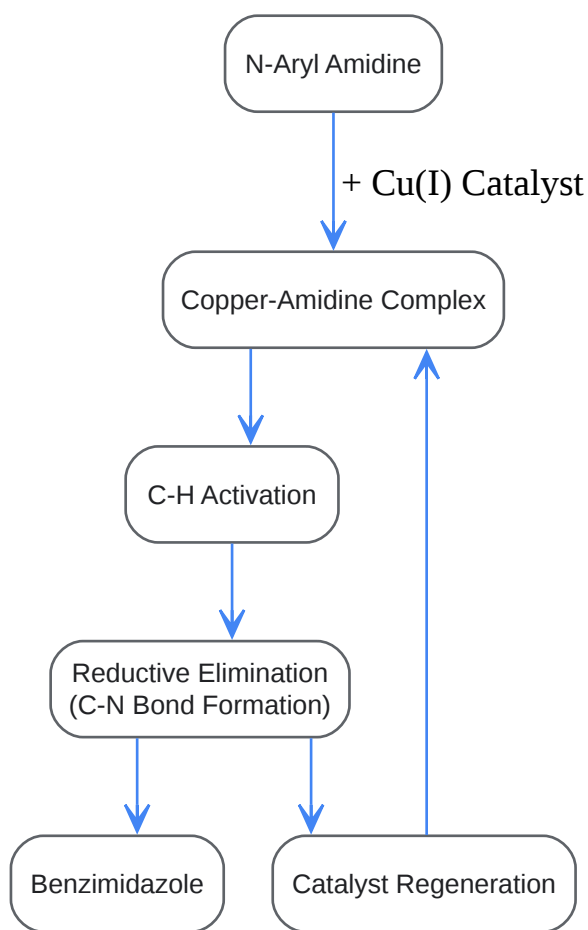 N-Aryl Amidine
+ Cu(I) Catalyst
Copper-Amidine Complex
C-H Activation
Reductive Elimination
(C-N Bond Formation)
Benzimidazole
Catalyst Regeneration